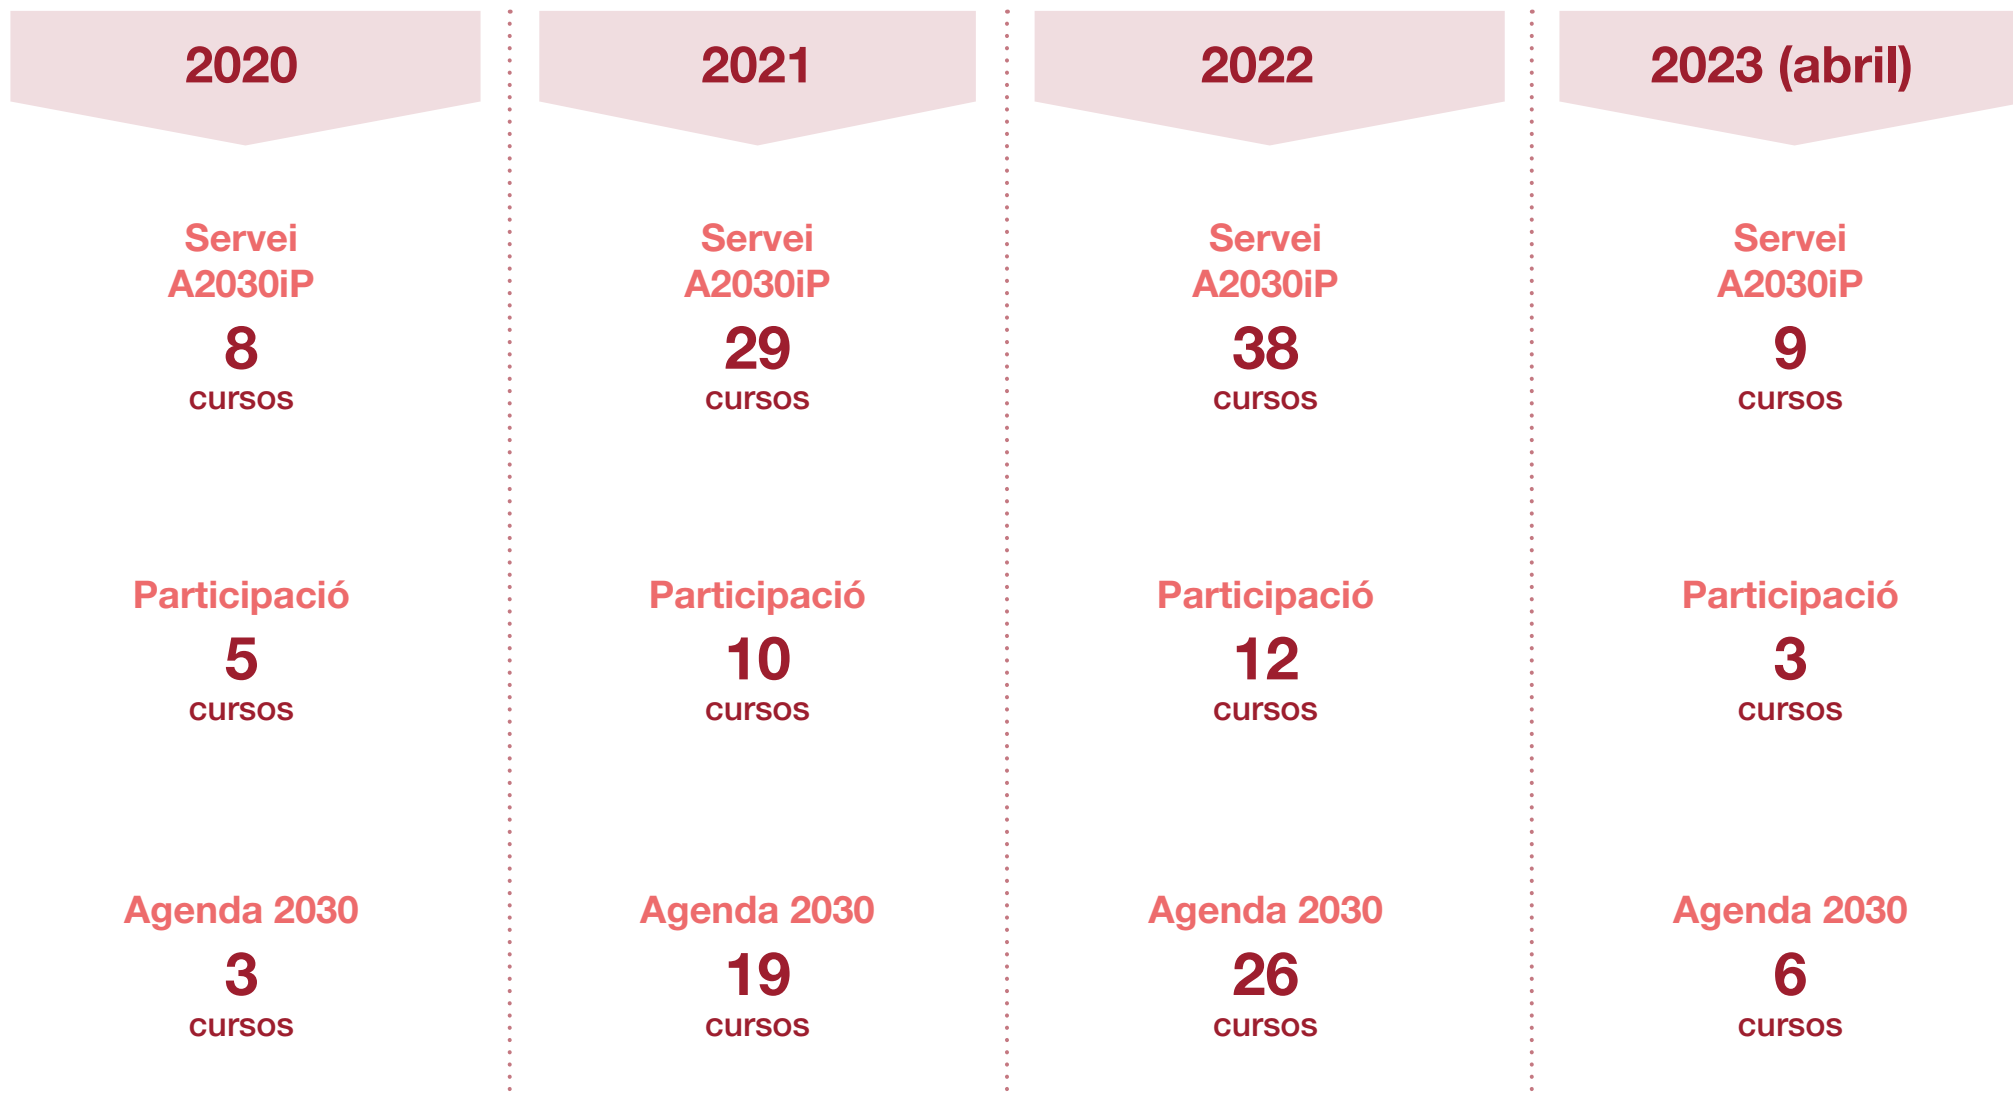 2020
Servei
A2030iP
8
cursos
Participació
5
cursos
Agenda 2030
3
cursos
2021
Servei
A2030iP
29
cursos
Participació
10
cursos
Agenda 2030
19
cursos
2022
Servei
A2030iP
38
cursos
Participació
12
cursos
Agenda 2030
26
cursos
2023 (abril)
Servei
A2030iP
9
cursos
Participació
3
cursos
Agenda 2030
6
cursos